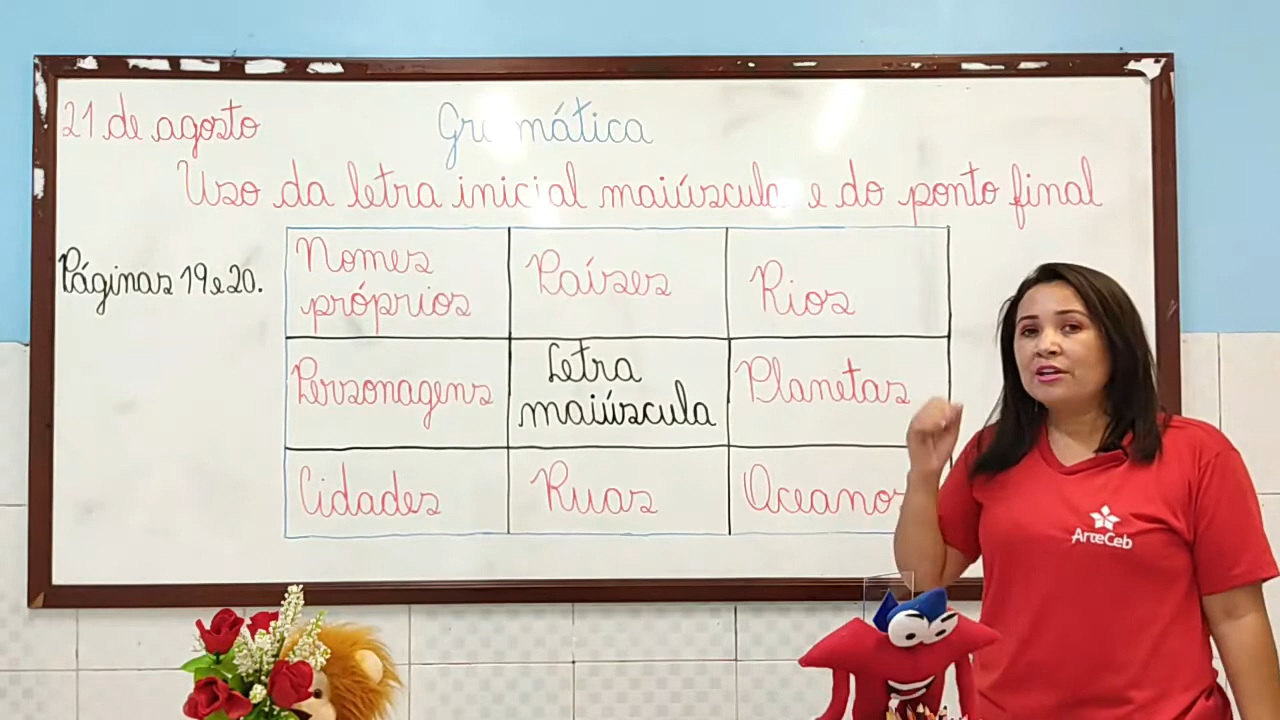 21 de agosto
Gramática
Uso da letra inicial maiúscula e do ponto final
Páginas 19 e 20.
Nomes
próprios
Países
Rios
Personagens
Letra
maiúscula
Planetas
Cidades
Ruas
Oceanos
ArteCeb